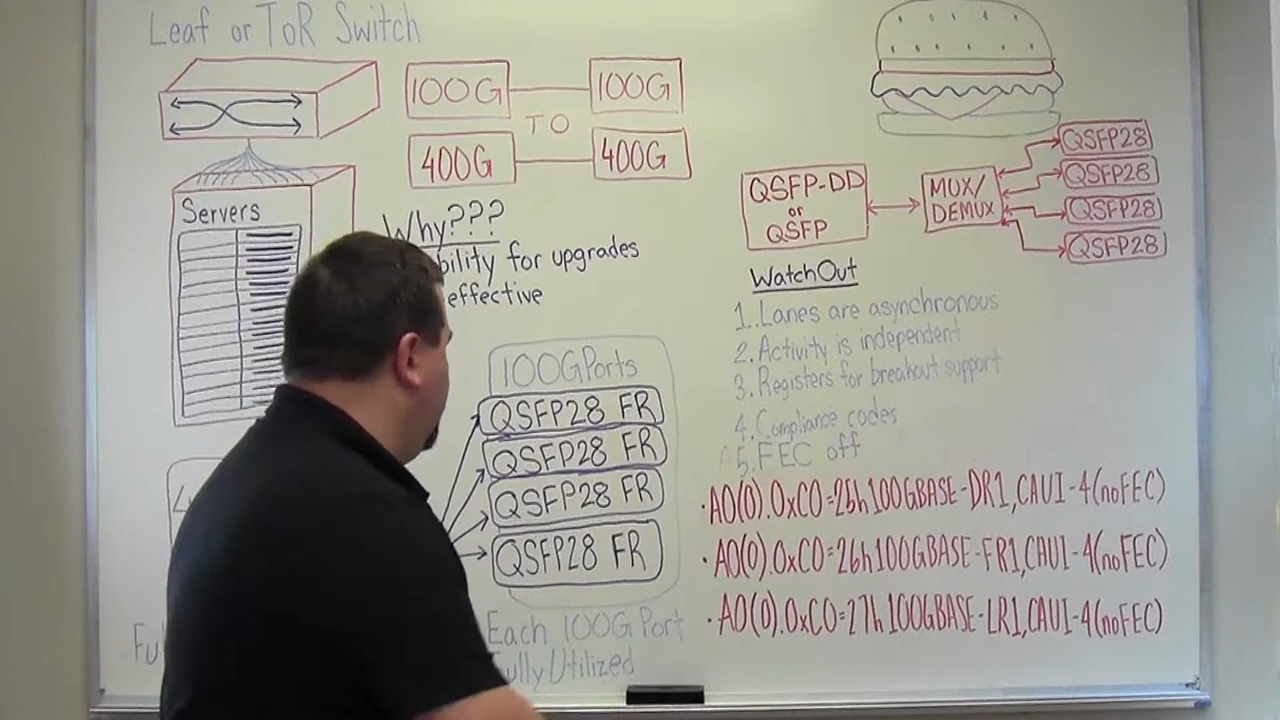 Leaf or ToR Switch
100G 100G
TO
400G 400G
Servers
Why???
bility for upgrades
effective
100G Ports
QSFP28 FR
QSFP28 FR
QSFP28 FR
QSFP28 FR
Each 100G Port
ully Utilized
Fu
QSFP-DD
or
QSFP
MUX/
DEMUX
QSFP28
QSFP28
QSFP28
QSFP28
WatchOut
1. Lanes are asynchronous
2. Activity is independent
3. Registers for breakout support
4. Compliance codes
5. FEC off
· A0(0).0xC0=25h 100GBASE-DR1, CAUI-4(noFEC)
· A0(0).0xC0=26h 100GBASE-FR1, CAUI-4(noFEC)
· A0(0).0xC0=27h 100GBASE-LR1, CAUI-4(noFEC)